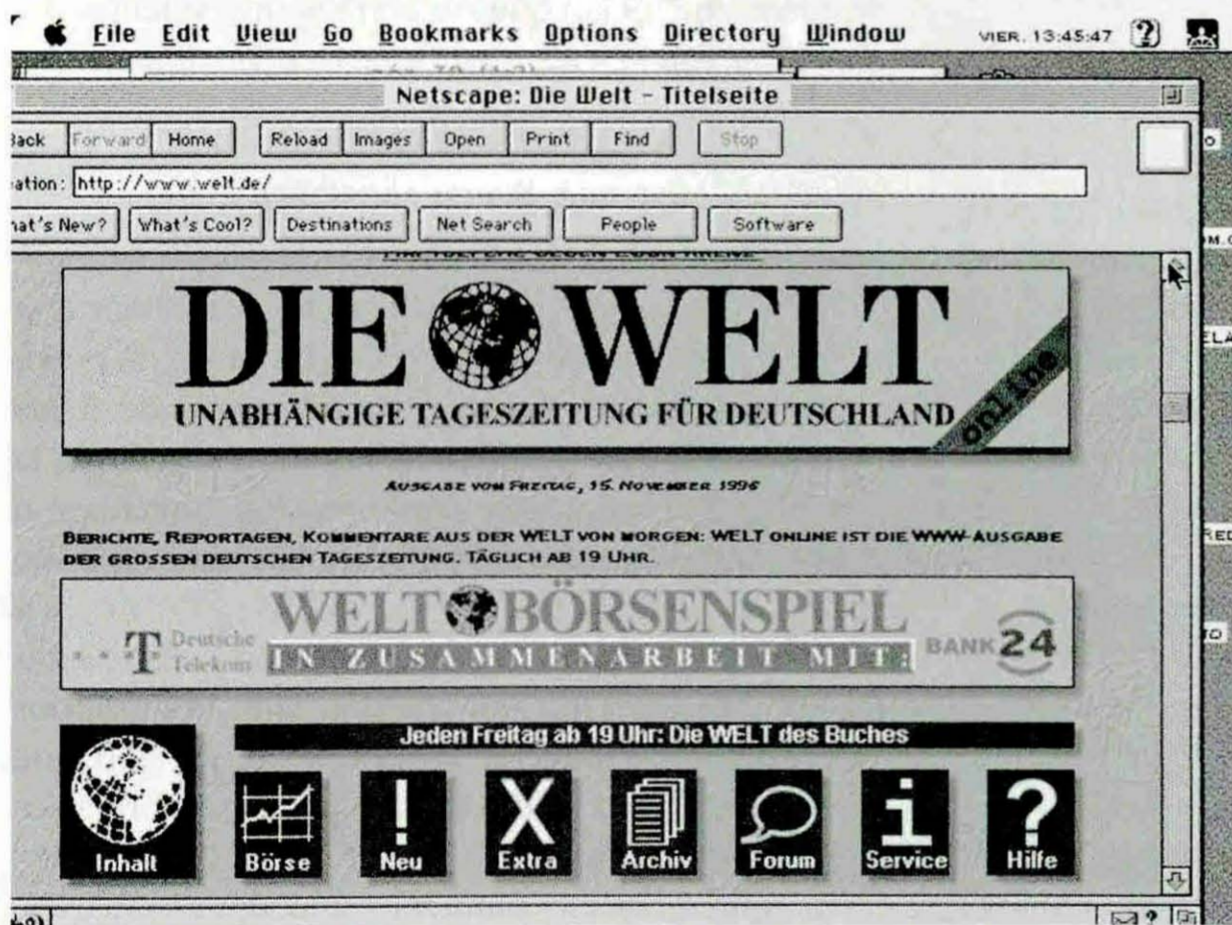 File Edit View Go Bookmarks Options Directory Window VIER. 13:45:47
Netscape: Die Welt - Titelseite
Back Forward Home Reload Images Open Print Find Stop
ation: http://www.welt.de/
hat's New? What's Cool? Destinations Net Search People Software
DIE WELT
UNABHÄNGIGE TAGESZEITUNG FÜR DEUTSCHLAND
online
AUSGABE VOM FREITAG, 15. NOVEMBER 1996
BERICHTE, REPORTAGEN, KOMMENTARE AUS DER WELT VON MORGEN: WELT ONLINE IST DIE WWW-AUSGABE
DER GROSSEN DEUTSCHEN TAGESZEITUNG. TÄGLICH AB 19 UHR.
WELT BÖRSENSPIEL
T Deutsche Telekom
IN ZUSAMMENARBEIT MIT:
BANK 24
Jeden Freitag ab 19 Uhr: Die WELT des Buches
Inhalt Börse Neu Extra Archiv Forum Service Hilfe